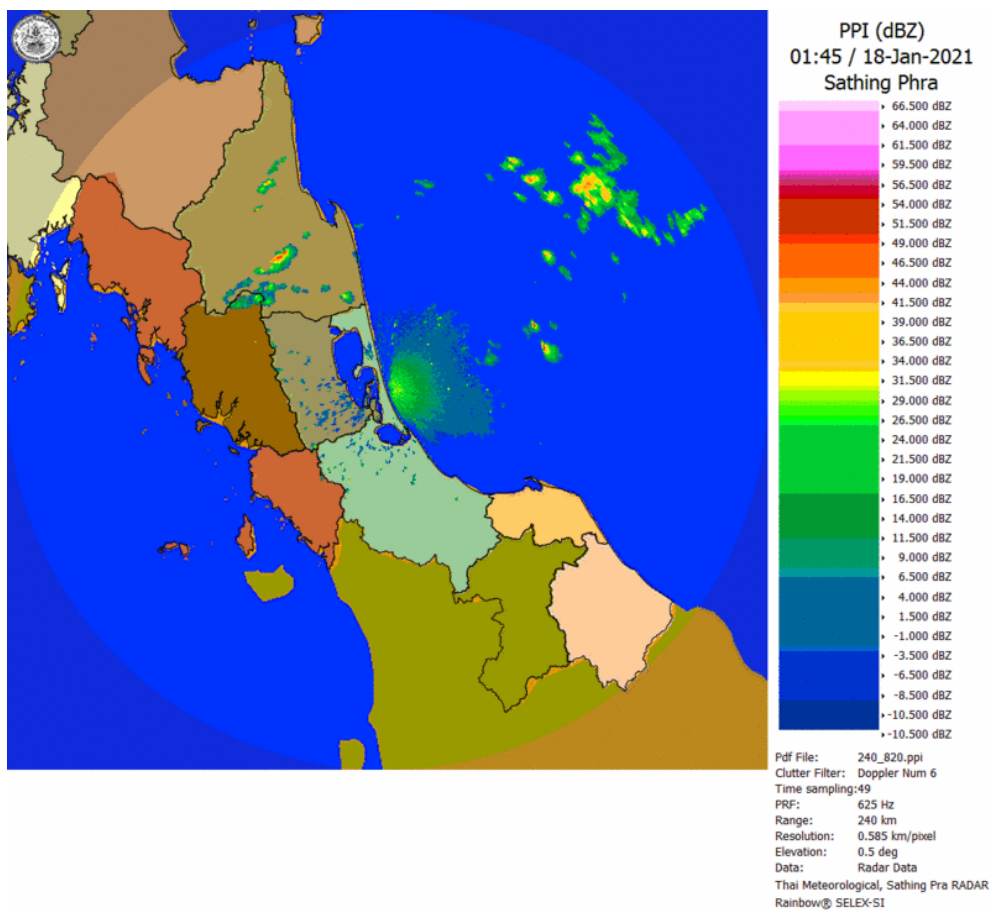 PPI (dBZ)
01:45 / 18-Jan-2021
Sathing Phra
66.500 dBZ
64.000 dBZ
61.500 dBZ
59.500 dBZ
56.500 dBZ
54.000 dBZ
51.500 dBZ
49.000 dBZ
46.500 dBZ
44.000 dBZ
41.500 dBZ
39.000 dBZ
36.500 dBZ
34.000 dBZ
31.500 dBZ
29.000 dBZ
26.500 dBZ
24.000 dBZ
21.500 dBZ
19.000 dBZ
16.500 dBZ
14.000 dBZ
11.500 dBZ
9.000 dBZ
6.500 dBZ
4.000 dBZ
1.500 dBZ
-1.000 dBZ
-3.500 dBZ
-6.500 dBZ
-8.500 dBZ
-10.500 dBZ
-10.500 dBZ
Pdf File: 240_820.ppi
Clutter Filter: Doppler Num 6
Time sampling:49
PRF: 625 Hz
Range: 240 km
Resolution: 0.585 km/pixel
Elevation: 0.5 deg
Data: Radar Data
Thai Meteorological, Sathing Pra RADAR
Rainbow® SELEX-SI